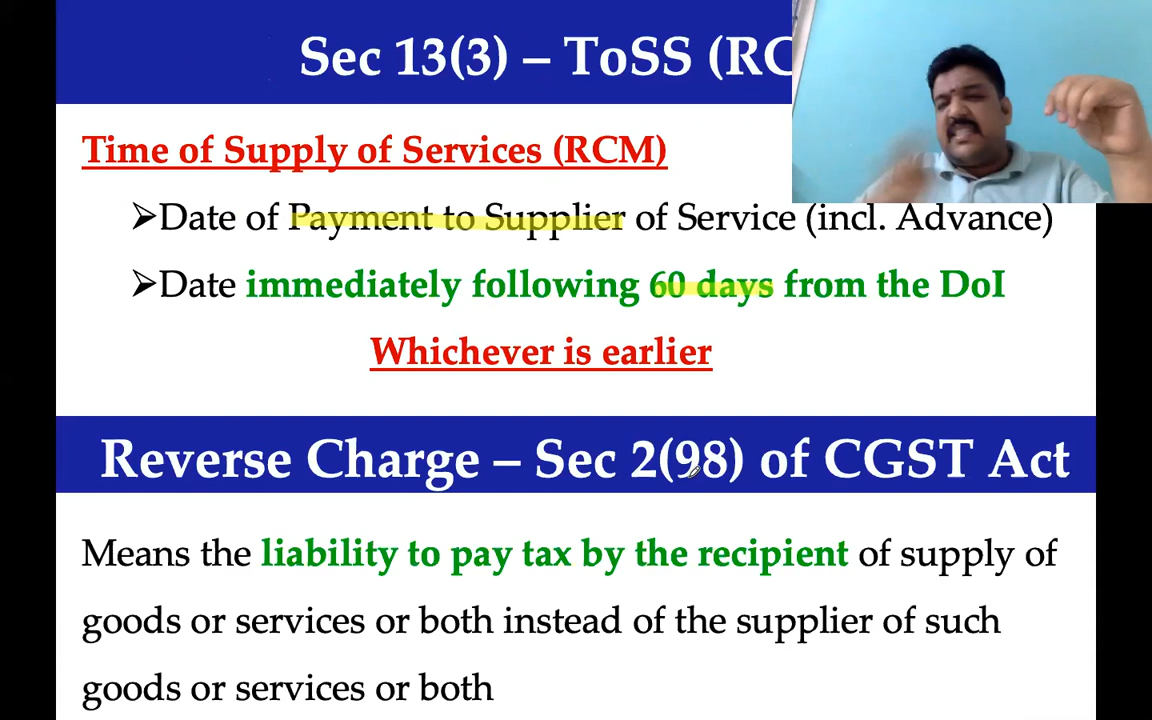 Sec 13(3) – ToSS (RC
Time of Supply of Services (RCM)
➢Date of Payment to Supplier of Service (incl. Advance)
➢Date immediately following 60 days from the DoI
Whichever is earlier
Reverse Charge – Sec 2(98) of CGST Act
Means the liability to pay tax by the recipient of supply of
goods or services or both instead of the supplier of such
goods or services or both